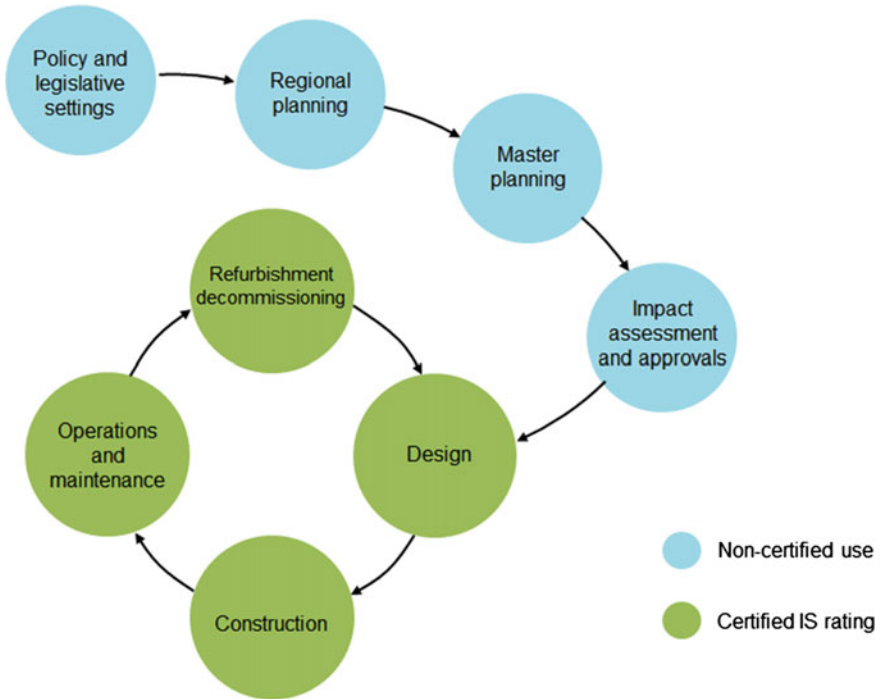 Policy and
legislative
settings
Regional
planning
Master
planning
Impact
assessment
and approvals
Refurbishment
decommissioning
Operations
and
maintenance
Design
Construction
Non-certified use
Certified IS rating